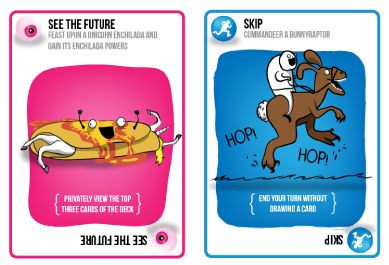 SEE THE FUTURE
FEAST UPON A UNICORN ENCHILADA AND
GAIN ITS ENCHILADA POWERS
PRIVATELY VIEW THE TOP
THREE CARDS OF THE DECK
SEE THE FUTURE
SKIP
COMMANDEER A BUNNYRAPTOR
HOP!
HOP!
END YOUR TURN WITHOUT
DRAWING A CARD
SKIP